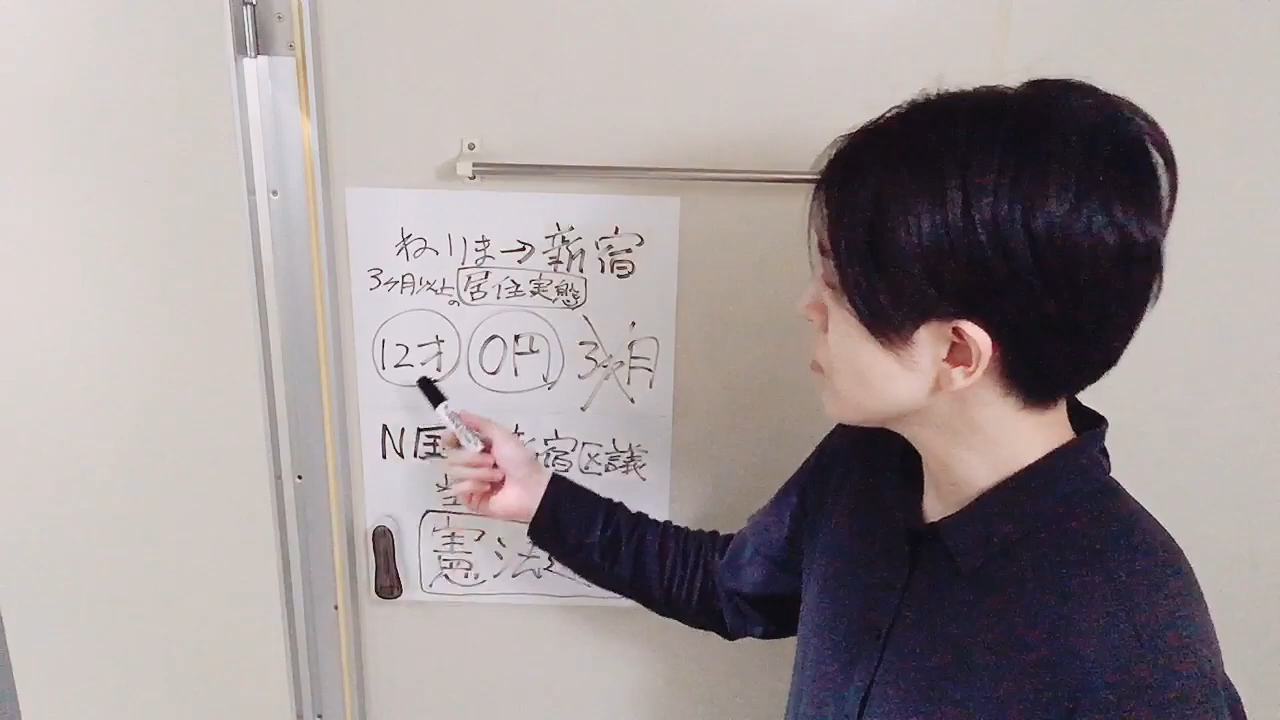 ねりま→新宿
3ヶ月以上の居住実態
12才 0円 3ヶ月
N国 新宿区議
当
憲法